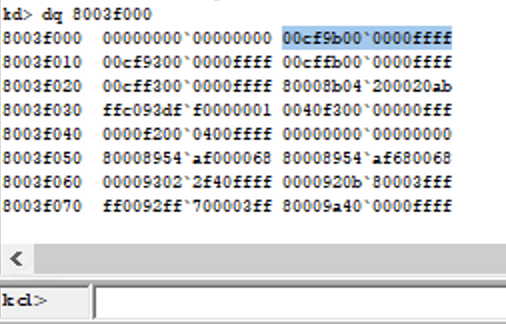 kd> dq 8003f000
8003f000 00000000`00000000 00cf9b00`0000ffff
8003f010 00cf9300`0000ffff 00cffb00`0000ffff
8003f020 00cff300`0000ffff 80008b04`200020ab
8003f030 ffc093df`f0000001 0040f300`00000fff
8003f040 0000f200`0400ffff 00000000`00000000
8003f050 80008954`af000068 80008954`af680068
8003f060 00009302`2f40ffff 0000920b`80003fff
8003f070 ff0092ff`700003ff 80009a40`0000ffff
kd>